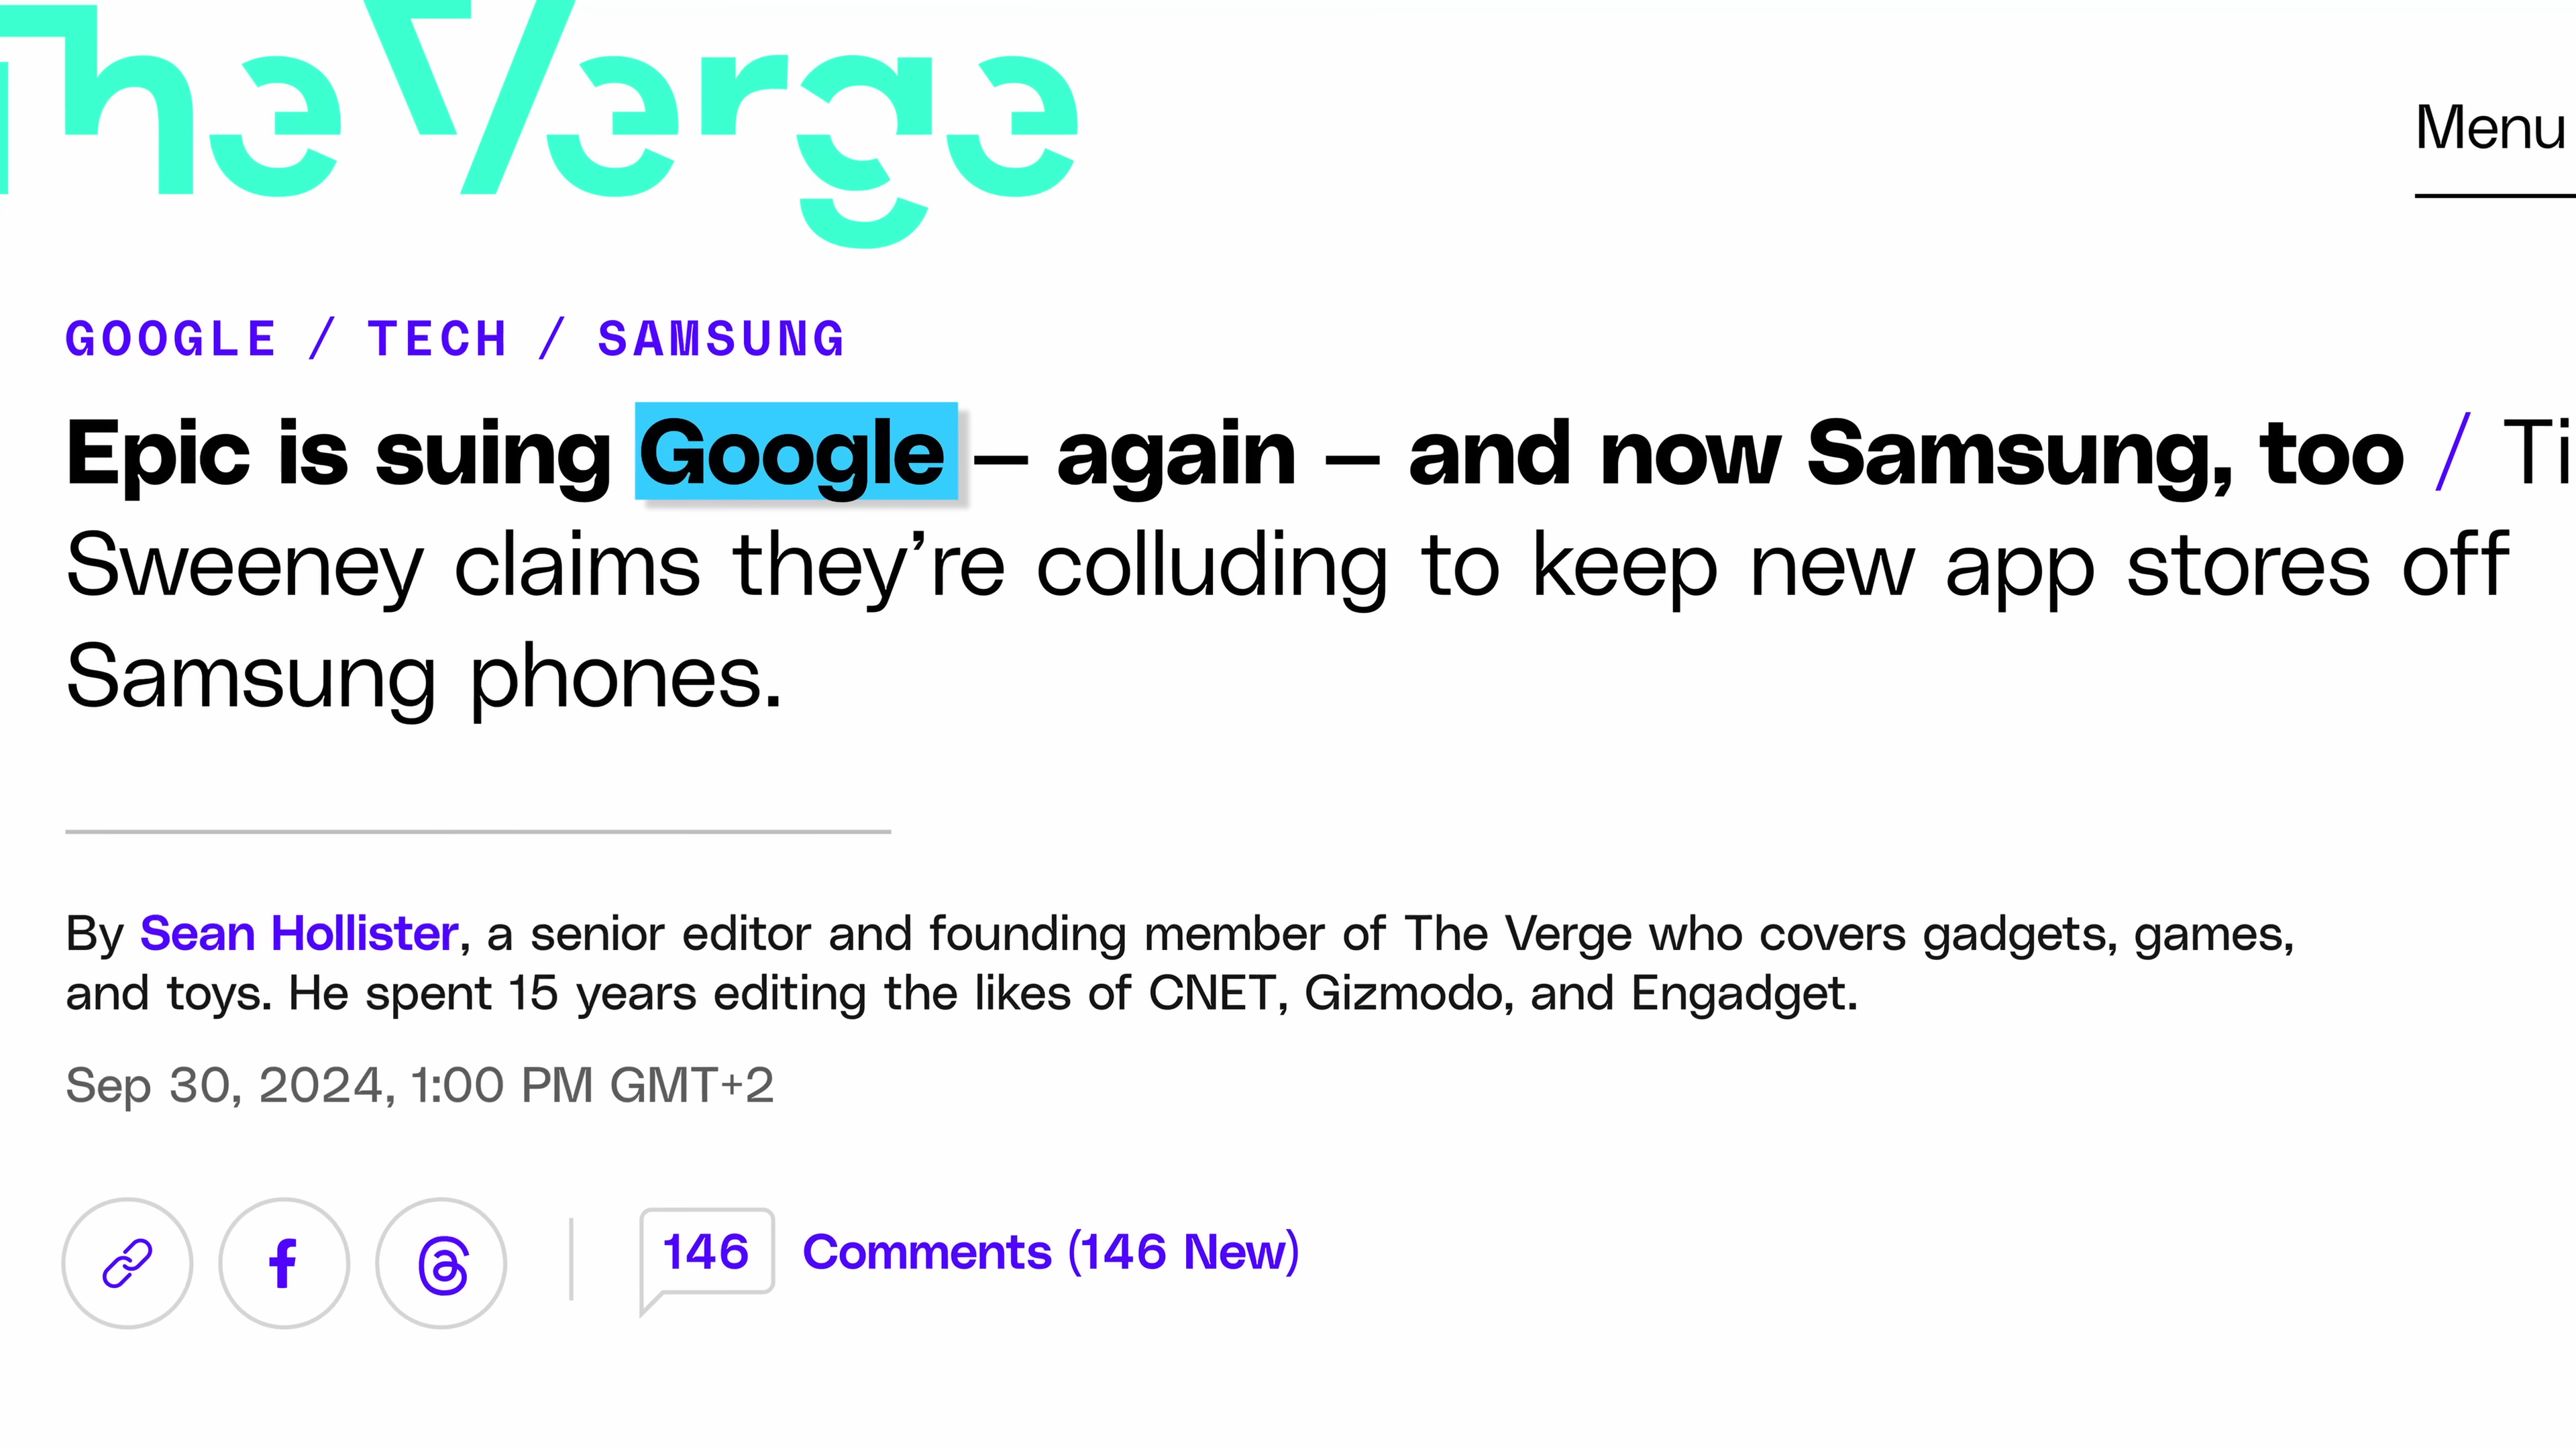 The Verge
Menu
GOOGLE / TECH / SAMSUNG
Epic is suing Google – again – and now Samsung, too / Ti
Sweeney claims they’re colluding to keep new app stores off
Samsung phones.
By Sean Hollister, a senior editor and founding member of The Verge who covers gadgets, games,
and toys. He spent 15 years editing the likes of CNET, Gizmodo, and Engadget.
Sep 30, 2024, 1:00 PM GMT+2
146 Comments (146 New)